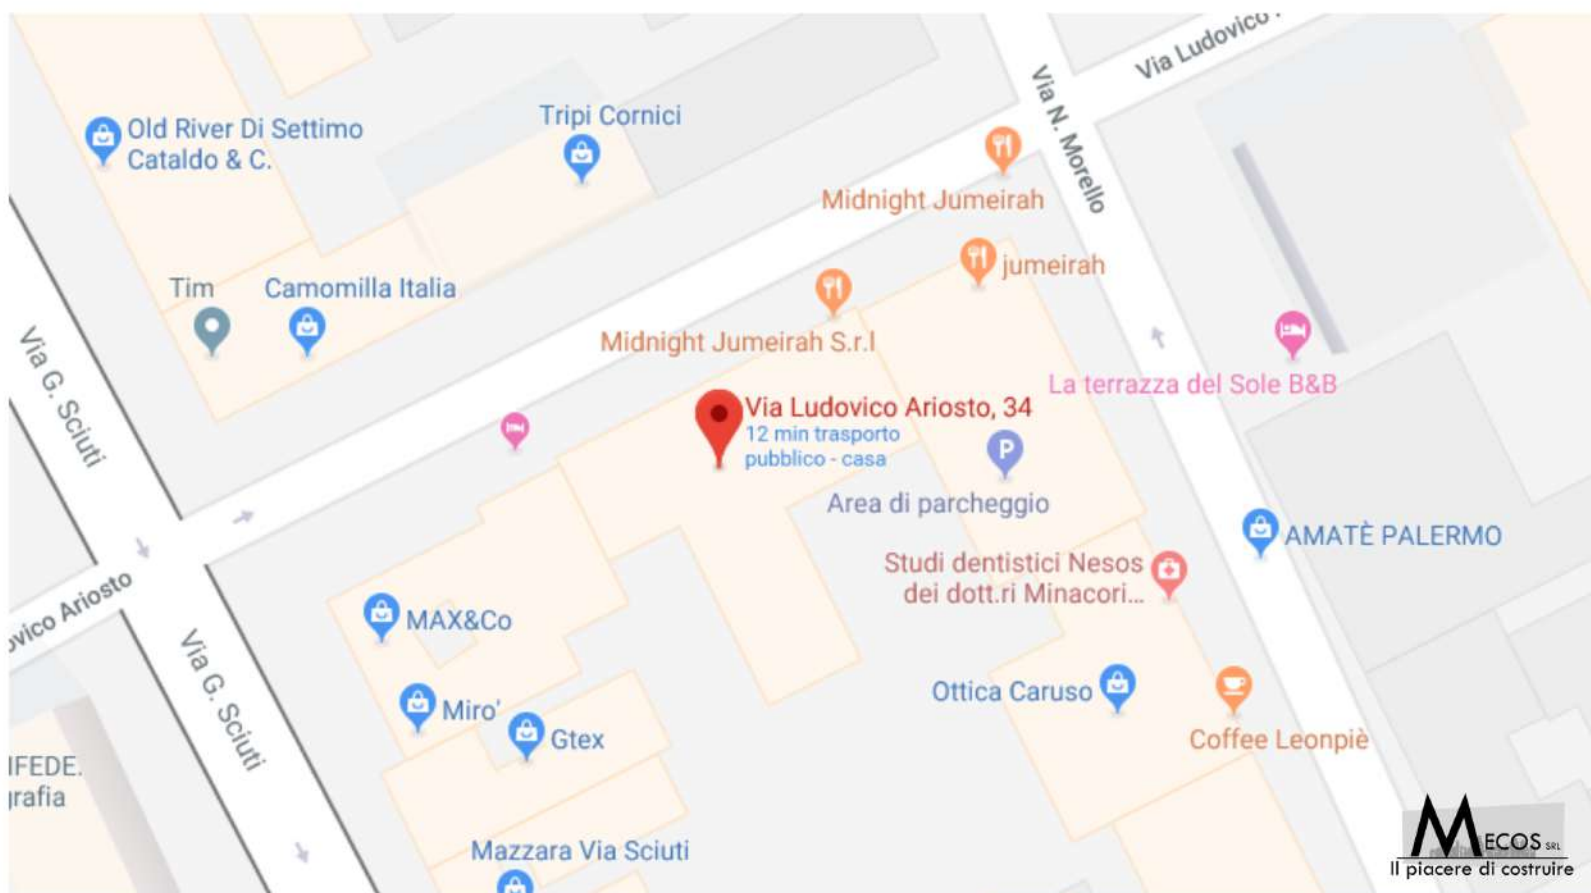 Via Ludovico
Via N. Morello
Tripi Cornici
Old River Di Settimo
Cataldo & C.
Midnight Jumeirah
jumeirah
Tim
Camomilla Italia
Midnight Jumeirah S.r.l
Via G. Sciuti
La terrazza del Sole B&B
Via Ludovico Ariosto, 34
12 min trasporto
pubblico - casa
P
Area di parcheggio
AMATÈ PALERMO
Studi dentistici Nesos
dei dott.ri Minacori...
ovico Ariosto
MAX&Co
Via G. Sciuti
Miro'
Gtex
Ottica Caruso
Coffee Leonpiè
IFEDE.
grafia
Mazzara Via Sciuti
MECOS SRL
Il piacere di costruire